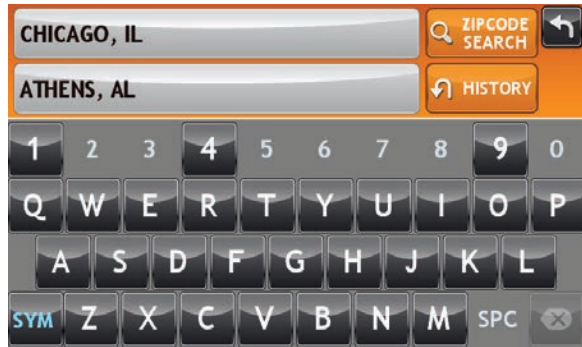 CHICAGO, IL
ZIPCODE SEARCH
ATHENS, AL
HISTORY
1 2 3 4 5 6 7 8 9 0
Q W E R T Y U I O P
A S D F G H J K L
SYM Z X C V B N M SPC